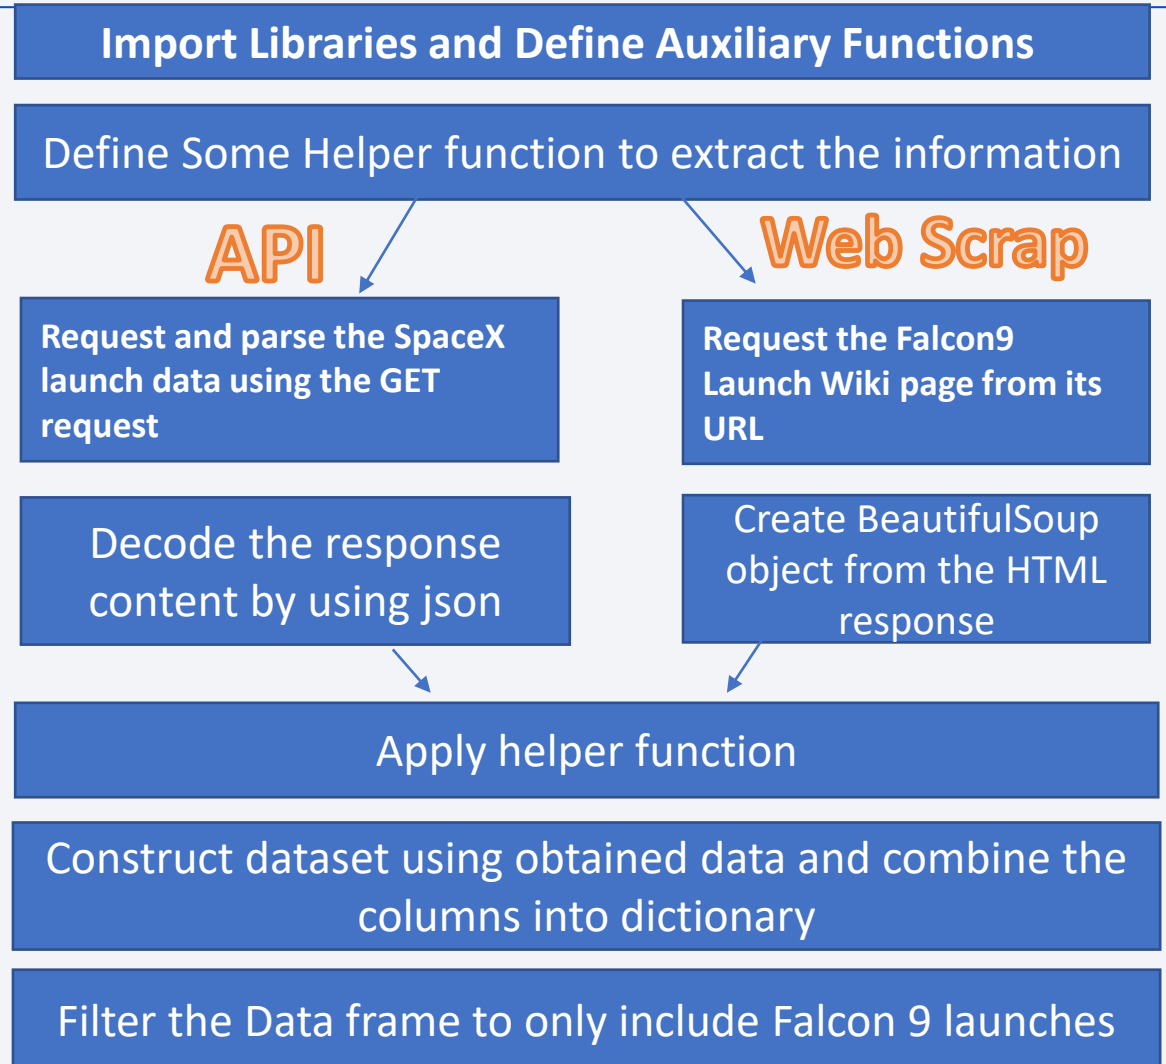 Import Libraries and Define Auxiliary Functions
Define Some Helper function to extract the information
API
Web Scrap
Request and parse the SpaceX
launch data using the GET
request
Request the Falcon9
Launch Wiki page from its
URL
Decode the response
content by using json
Create BeautifulSoup
object from the HTML
response
Apply helper function
Construct dataset using obtained data and combine the
columns into dictionary
Filter the Data frame to only include Falcon 9 launches